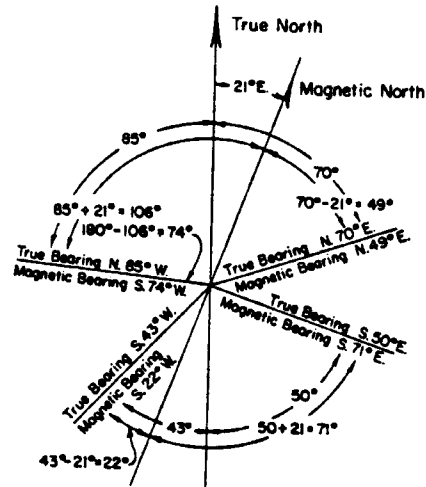 True North
21°E.
Magnetic North
85°
70°
85° + 21° = 106°
180°-106°=74°
70°-21° = 49°
True Bearing N. 85° W.
Magnetic Bearing S. 74° W.
True Bearing N. 70° E.
Magnetic Bearing N. 49° E.
True Bearing S. 50° E.
Magnetic Bearing S. 71° E.
True Bearing S. 43° W.
Magnetic Bearing
S. 22° W.
50°
43°
50 + 21 = 71°
43°-21°=22°